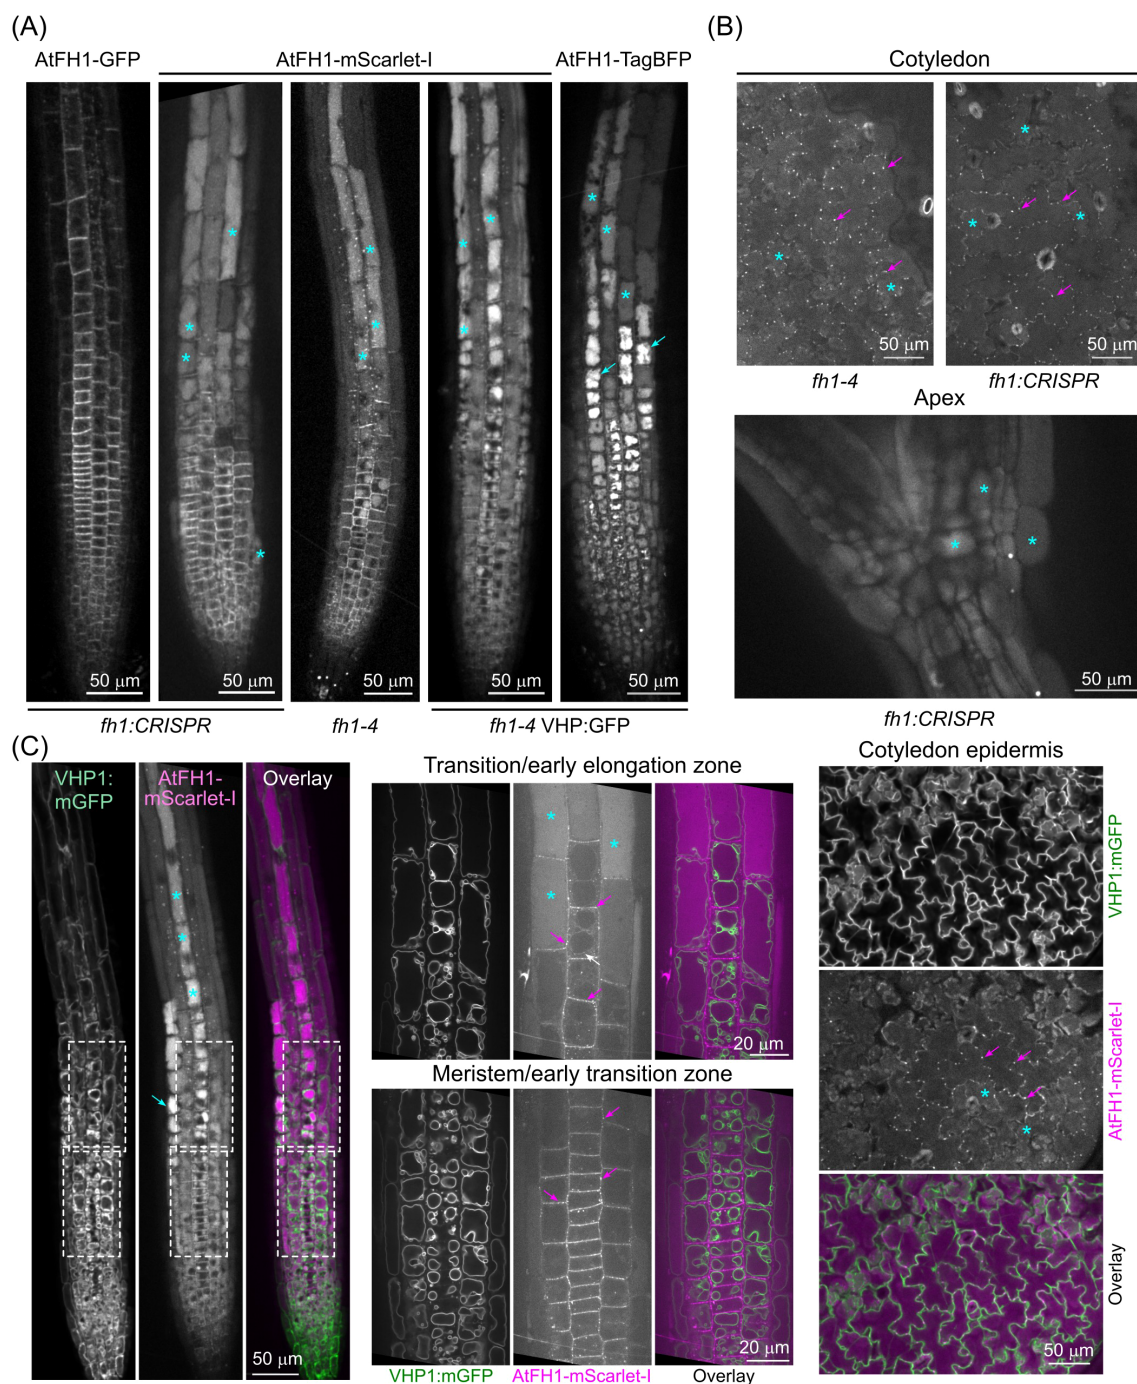 (A)
AtFH1-GFP
AtFH1-mScarlet-I
AtFH1-TagBFP
50 μm
50 μm
50 μm
50 μm
50 μm
fh1:CRISPR
fh1-4
fh1-4 VHP:GFP
(B)
Cotyledon
50 μm
50 μm
fh1-4
fh1:CRISPR
Apex
50 μm
fh1:CRISPR
(C)
VHP1:
mGFP
AtFH1-
mScarlet-I
Overlay
50 μm
Transition/early elongation zone
20 μm
Meristem/early transition zone
20 μm
VHP1:mGFP
AtFH1-mScarlet-I
Overlay
Cotyledon epidermis
VHP1:mGFP
AtFH1-mScarlet-I
Overlay
50 μm